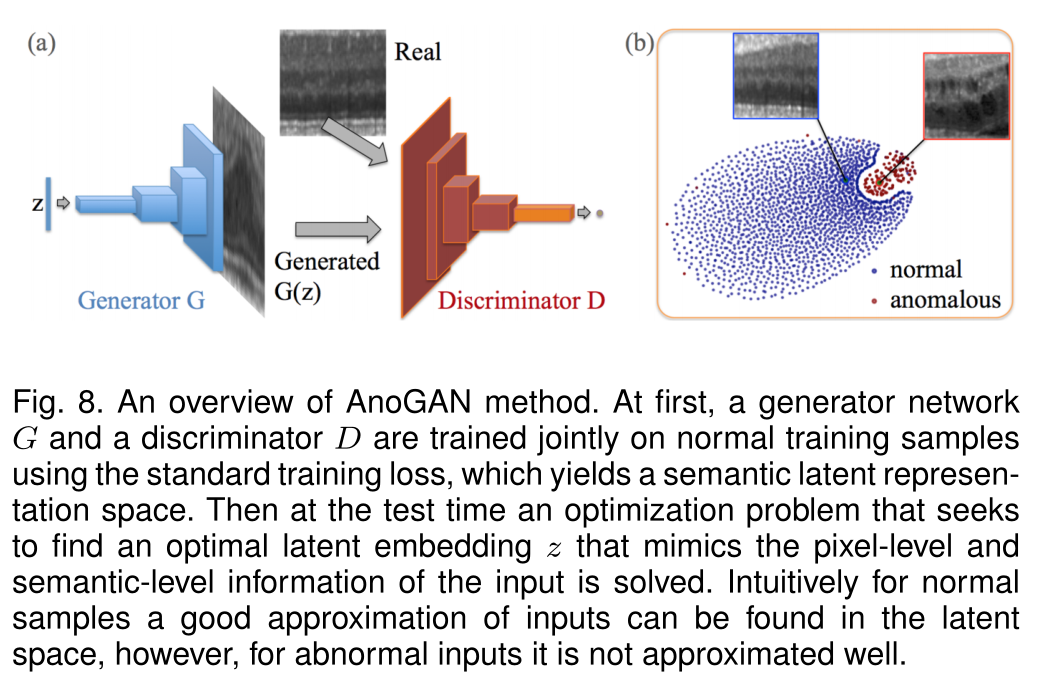 (a)
Real
z
Generated
G(z)
Generator G
Discriminator D
(b)
normal
anomalous
Fig. 8. An overview of AnoGAN method. At first, a generator network
G and a discriminator D are trained jointly on normal training samples
using the standard training loss, which yields a semantic latent represen-
tation space. Then at the test time an optimization problem that seeks
to find an optimal latent embedding z that mimics the pixel-level and
semantic-level information of the input is solved. Intuitively for normal
samples a good approximation of inputs can be found in the latent
space, however, for abnormal inputs it is not approximated well.